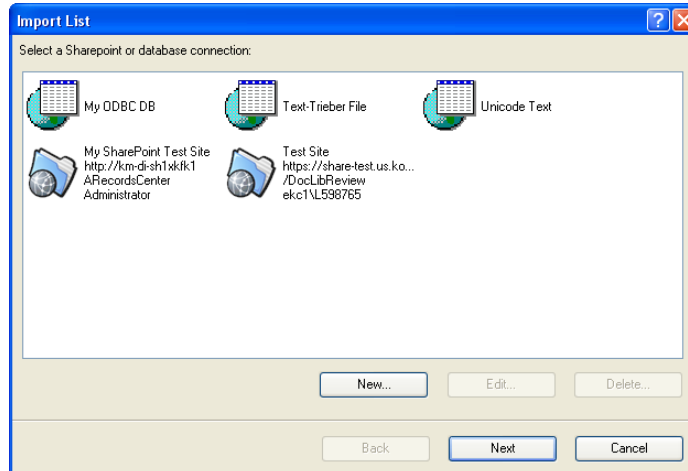 Import List
Select a Sharepoint or database connection:
My ODBC DB
Text-Trieber File
Unicode Text
My SharePoint Test Site
http://km-di-sh1xkfk1
ARecordsCenter
Administrator
Test Site
https://share-test.us.ko...
/DocLibReview
ekc1\L598765
New...
Edit...
Delete...
Back
Next
Cancel